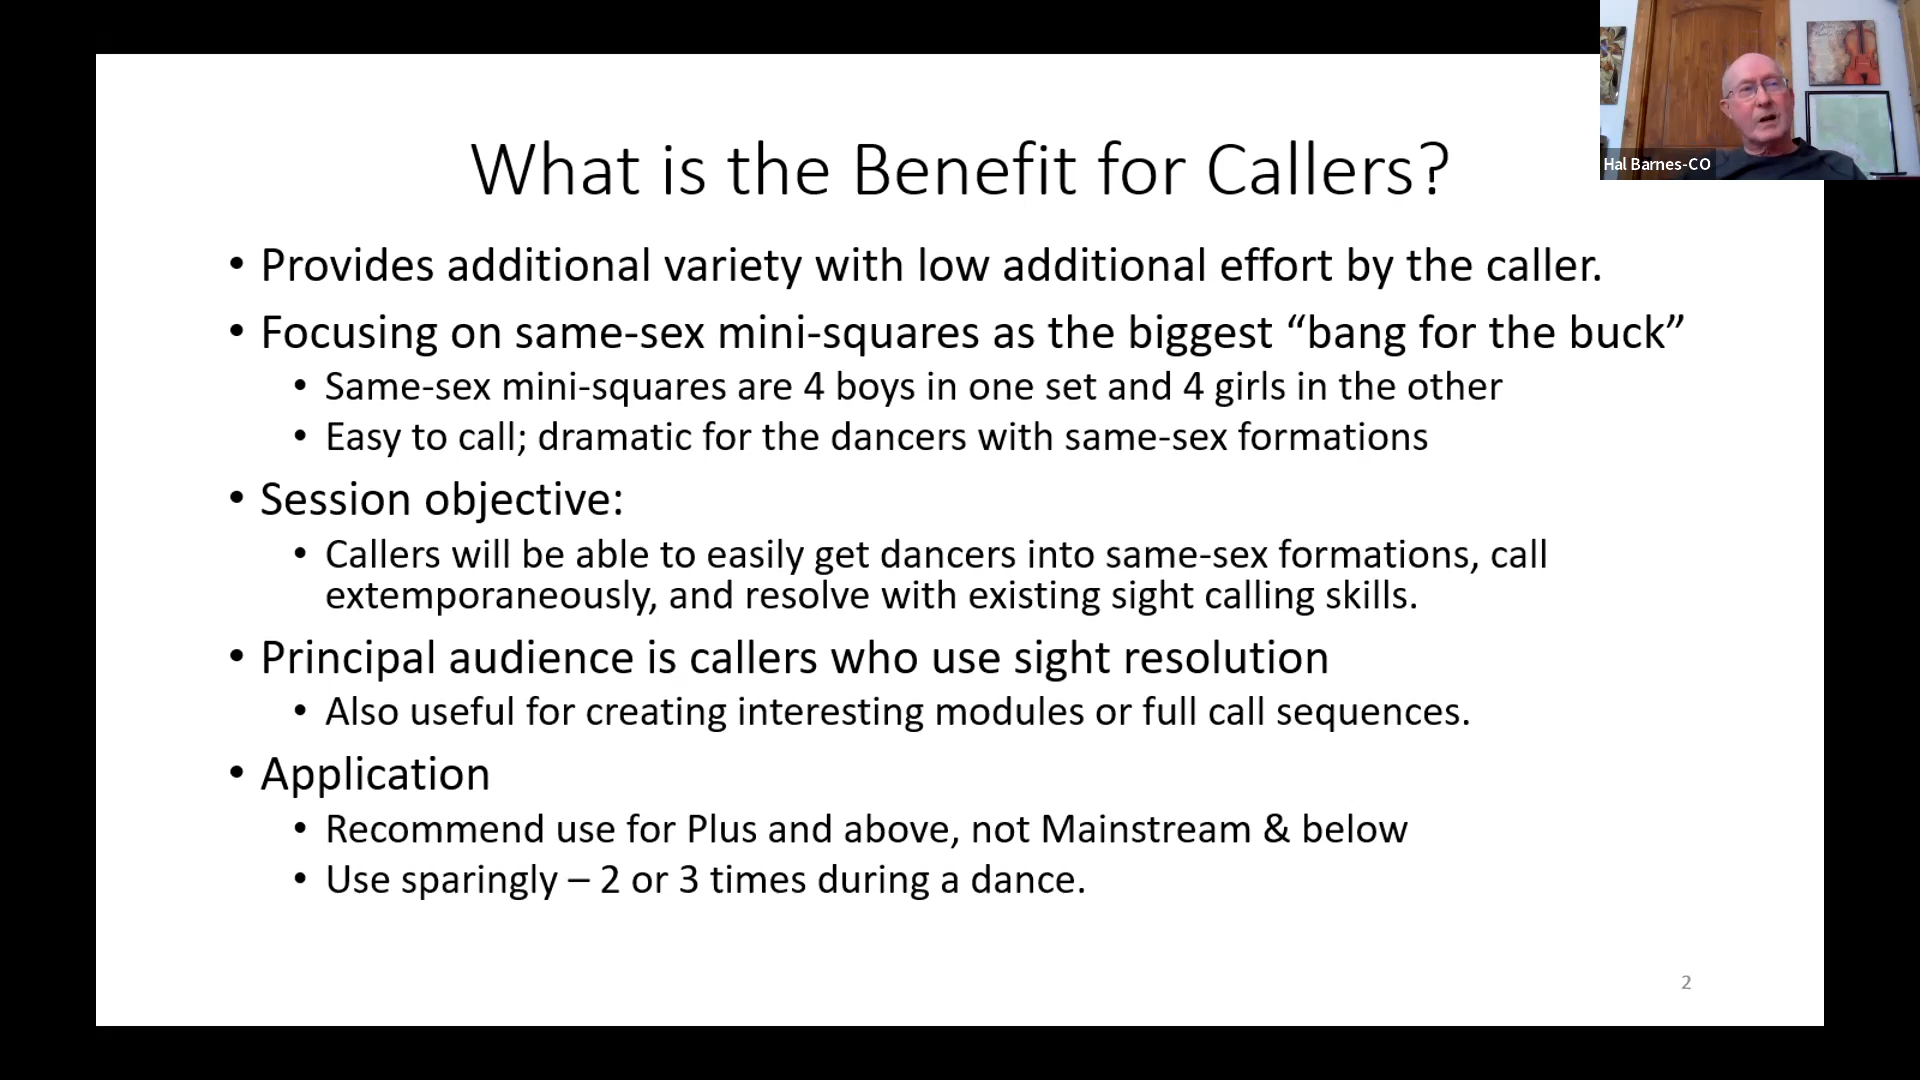 What is the Benefit for Callers?
• Provides additional variety with low additional effort by the caller.
• Focusing on same-sex mini-squares as the biggest “bang for the buck”
• Same-sex mini-squares are 4 boys in one set and 4 girls in the other
• Easy to call; dramatic for the dancers with same-sex formations
• Session objective:
• Callers will be able to easily get dancers into same-sex formations, call
extemporaneously, and resolve with existing sight calling skills.
• Principal audience is callers who use sight resolution
• Also useful for creating interesting modules or full call sequences.
• Application
• Recommend use for Plus and above, not Mainstream & below
• Use sparingly – 2 or 3 times during a dance.
2
Hal Barnes-CO